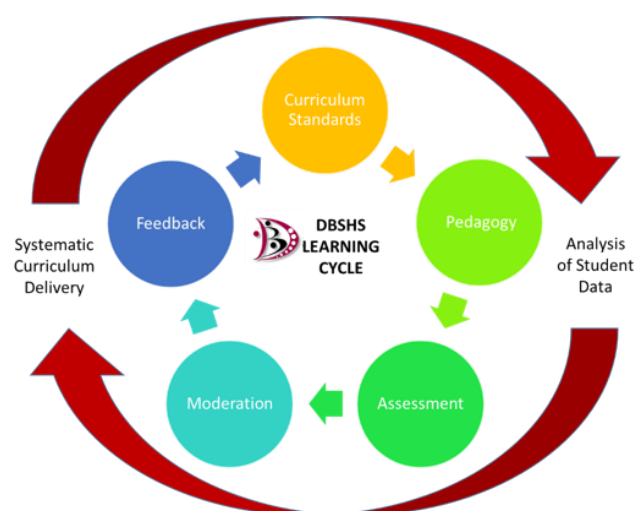 Curriculum
Standards
Pedagogy
Assessment
Moderation
Feedback
DBSHS
LEARNING
CYCLE
Systematic
Curriculum
Delivery
Analysis
of Student
Data